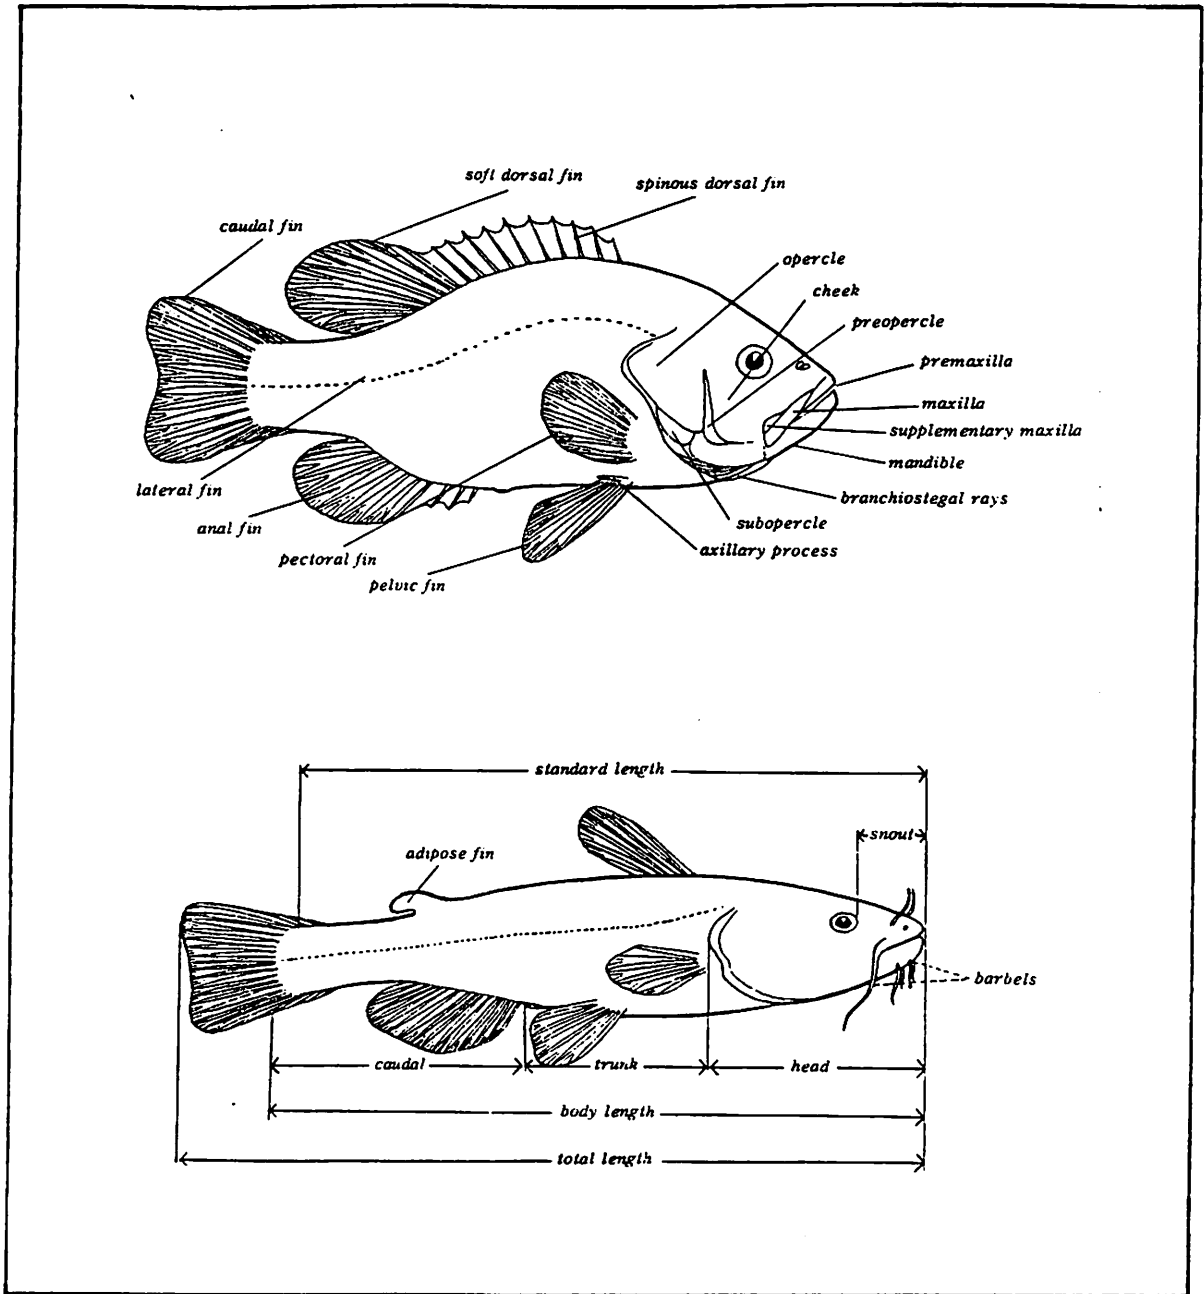 soft dorsal fin
spinous dorsal fin
caudal fin
opercle
cheek
preopercle
premaxilla
maxilla
supplementary maxilla
mandible
lateral fin
branchiostegal rays
anal fin
subopercle
axillary process
pectoral fin
pelvic fin
standard length
snout
adipose fin
barbels
caudal
trunk
head
body length
total length